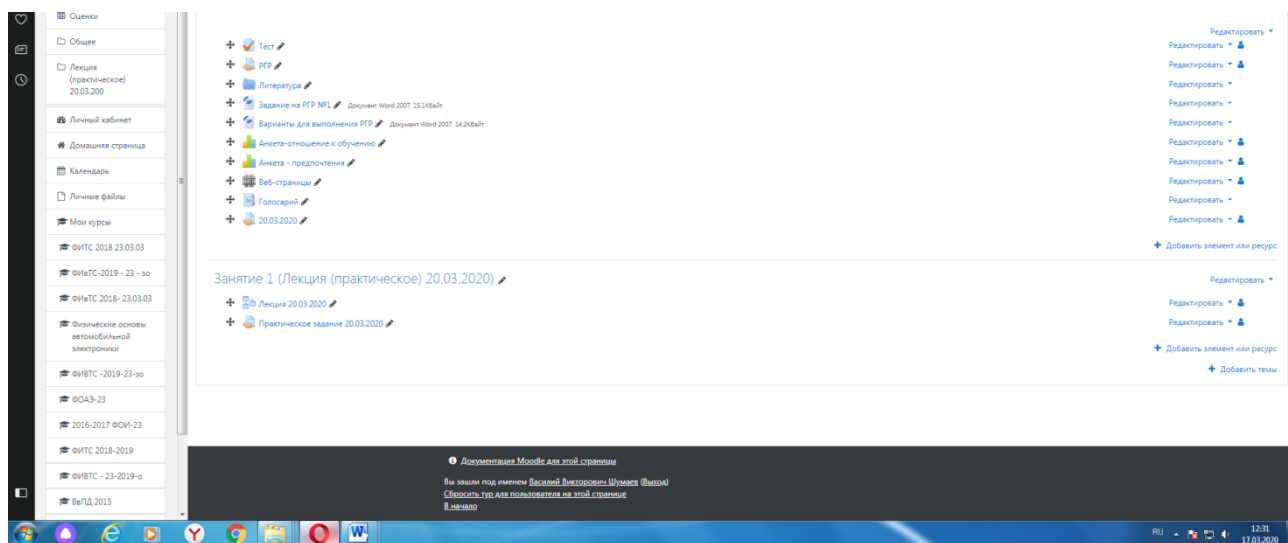 Оценки
Общее
Лекция
(практическое)
20.03.200
Личный кабинет
Домашняя страница
Календарь
Личные файлы
Мои курсы
ФИТС 2018 23.03.03
ФИвТС-2019 - 23 - зо
ФИвТС 2018- 23.03.03
Физические основы
автомобильной
электроники
ФИВТС -2019-23-зо
ФОАЭ-23
2016-2017 ФОИ-23
ФИТС 2018-2019
ФИВТС - 23-2019-о
ВвПД 2015
Редактировать
Тест Редактировать
РГР Редактировать
Литература Редактировать
Задание на РГР №1 Документ Word 2007, 15.1Кбайт Редактировать
Варианты для выполнения РГР Документ Word 2007, 14.2Кбайт Редактировать
Анкета-отношение к обучению Редактировать
Анкета - предпочтения Редактировать
Веб-страницы Редактировать
Голосарий Редактировать
20.03.2020 Редактировать
+ Добавить элемент или ресурс
Занятие 1 (Лекция (практическое) 20.03.2020) Редактировать
Лекция 20.03.2020 Редактировать
Практическое задание 20.03.2020 Редактировать
+ Добавить элемент или ресурс
+ Добавить темы
Документация Moodle для этой страницы
Вы зашли под именем Василий Викторович Шумаев (Выход)
Сбросить тур для пользователя на этой странице
В начало
RU 12:31
17.03.2020